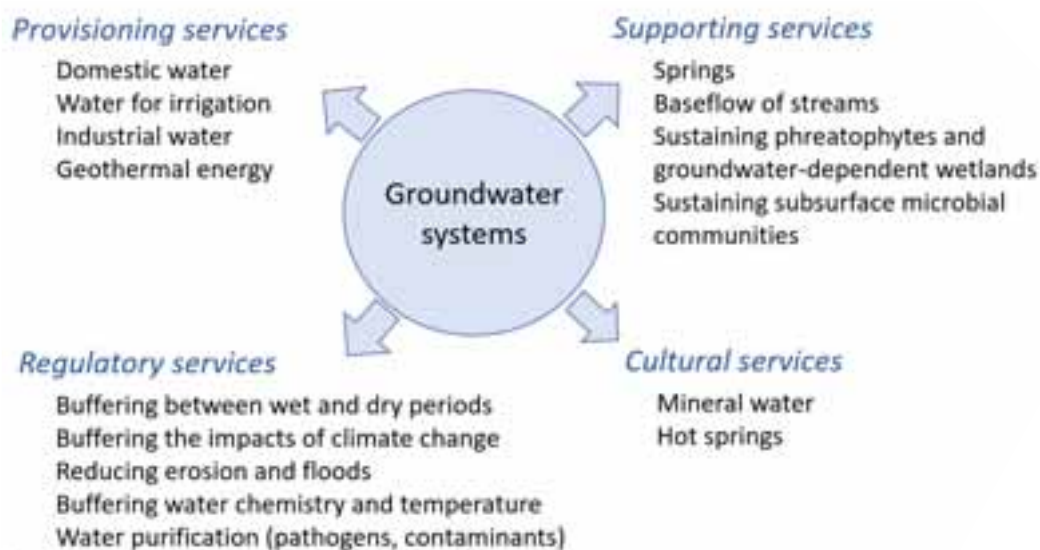 Provisioning services
Domestic water
Water for irrigation
Industrial water
Geothermal energy
Supporting services
Springs
Baseflow of streams
Sustaining phreatophytes and
groundwater-dependent wetlands
Sustaining subsurface microbial
communities
Groundwater
systems
Regulatory services
Buffering between wet and dry periods
Buffering the impacts of climate change
Reducing erosion and floods
Buffering water chemistry and temperature
Water purification (pathogens, contaminants)
Cultural services
Mineral water
Hot springs